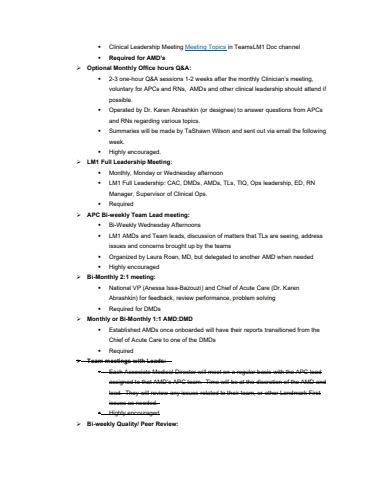 • Clinical Leadership Meeting Meeting Topics in TeamsLM1 Doc channel
• Required for AMD's
➢ Optional Monthly Office hours Q&A:
• 2-3 one-hour Q&A sessions 1-2 weeks after the monthly Clinician's meeting,
voluntary for APCs and RNs, AMDs and other clinical leadership should attend if
possible.
• Operated by Dr. Karen Abrashkin (or designee) to answer questions from APCs
and RNs regarding various topics.
• Summaries will be made by TaShawn Wilson and sent out via email the following
week.
• Highly encouraged.
➢ LM1 Full Leadership Meeting:
• Monthly, Monday or Wednesday afternoon
• LM1 Full Leadership: CAC, DMDs, AMDs, TLs, TIQ, Ops leadership, ED, RN
Manager, Supervisor of Clinical Ops.
• Required
➢ APC Bi-weekly Team Lead meeting:
• Bi-Weekly Wednesday Afternoons
• LM1 AMDs and Team leads, discussion of matters that TLs are seeing, address
issues and concerns brought up by the teams
• Organized by Laura Roan, MD, but delegated to another AMD when needed
• Highly encouraged
➢ Bi-Monthly 2:1 meeting:
• National VP (Anessa Issa-Bazouzi) and Chief of Acute Care (Dr. Karen
Abrashkin) for feedback, review performance, problem solving
• Required for DMDs
➢ Monthly or Bi-Monthly 1:1 AMD:DMD
• Established AMDs once onboarded will have their reports transitioned from the
Chief of Acute Care to one of the DMDs
• Required
➢ Team meetings with Leads:
• Each Associate Medical Director will meet on a regular basis with the APC lead
assigned to that AMD's APC team. Time will be at the discretion of the AMD and
lead. They will review any issues related to their team, or other Landmark First
issues as needed.
• Highly encouraged
➢ Bi-weekly Quality/ Peer Review: